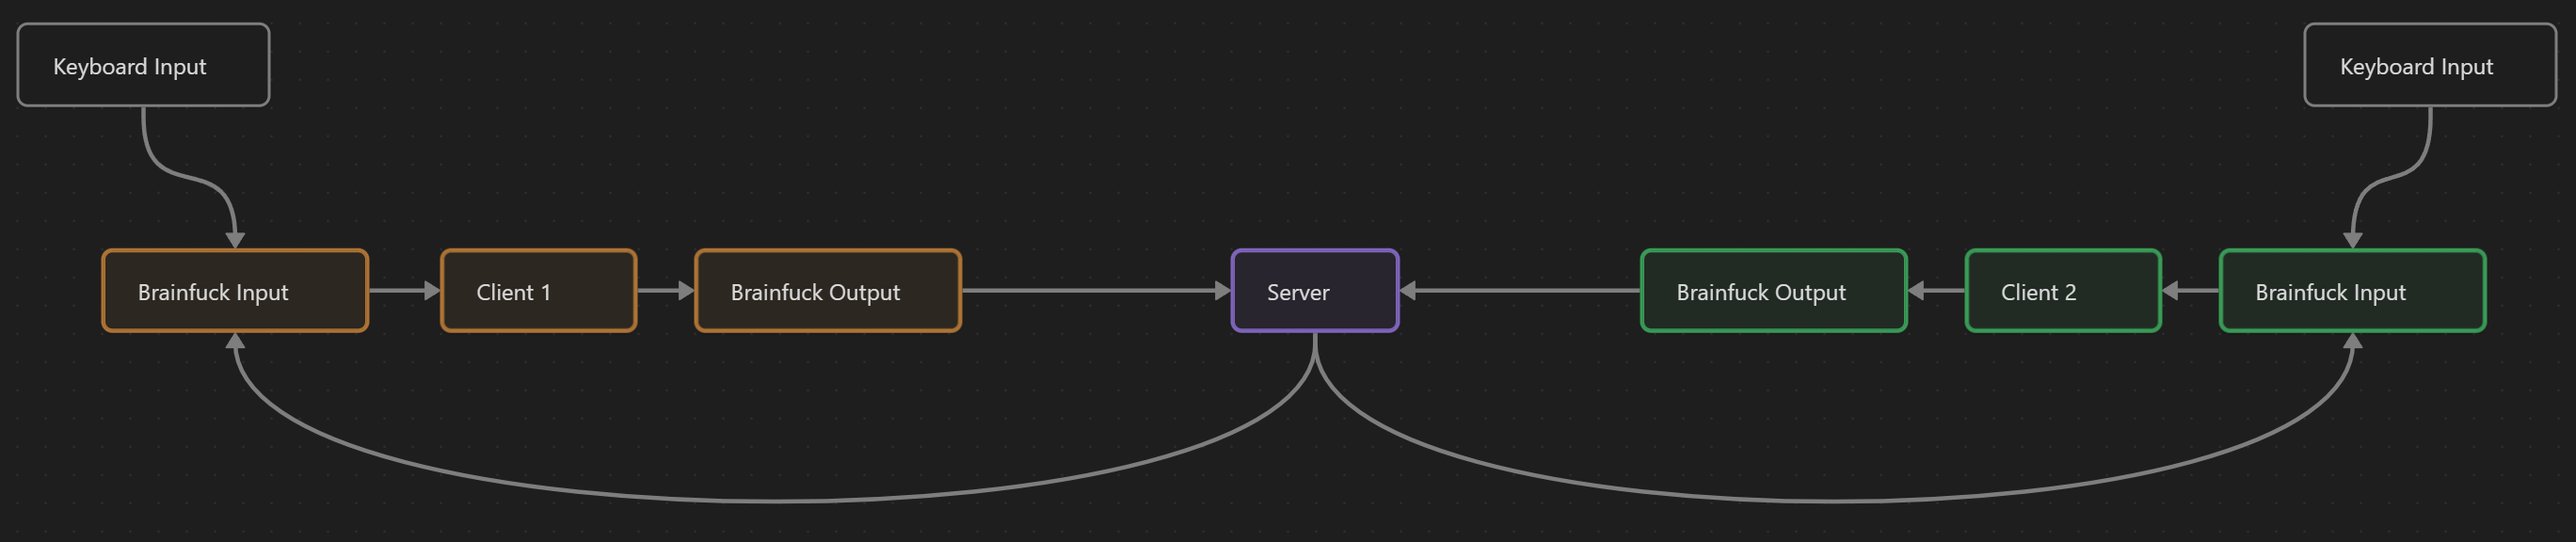 Keyboard Input
Keyboard Input
Brainfuck Input
Client 1
Brainfuck Output
Server
Brainfuck Output
Client 2
Brainfuck Input